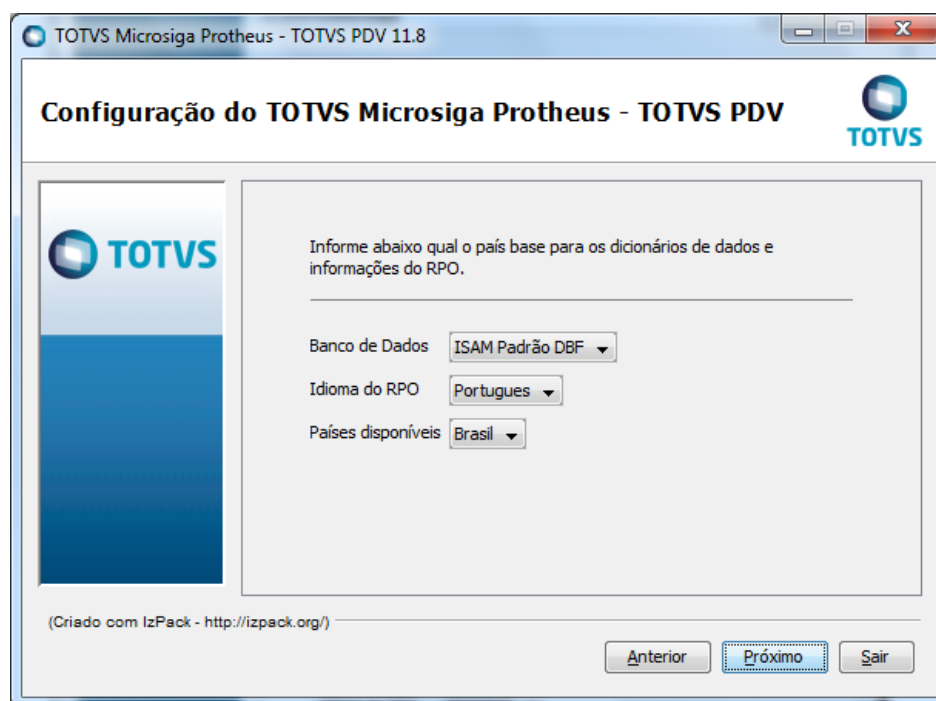 TOTVS Microsiga Protheus - TOTVS PDV 11.8
Configuração do TOTVS Microsiga Protheus - TOTVS PDV
TOTVS
TOTVS
Informe abaixo qual o país base para os dicionários de dados e
informações do RPO.
Banco de Dados ISAM Padrão DBF
Idioma do RPO Portugues
Países disponíveis Brasil
(Criado com IzPack - http://izpack.org/)
Anterior Próximo Sair